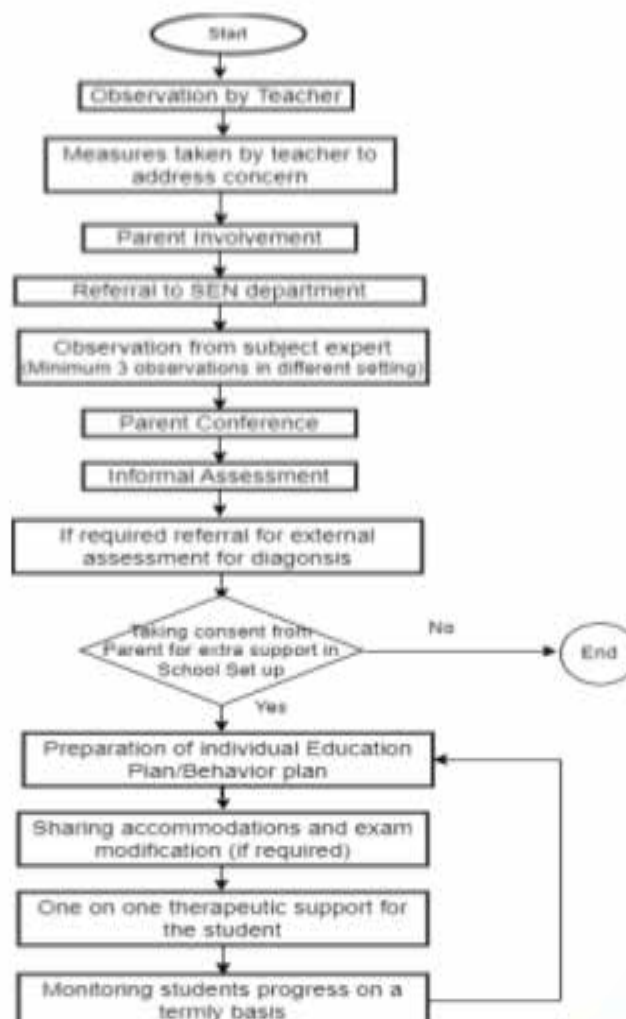 Start
Observation by Teacher
Measures taken by teacher to
address concern
Parent Involvement
Referral to SEN department
Observation from subject expert
(Minimum 3 observations in different setting)
Parent Conference
Informal Assessment
If required referral for external
assessment for diagonsis
Taking consent from
Parent for extra support in
School Set up
No
End
Yes
Preparation of individual Education
Plan/Behavior plan
Sharing accommodations and exam
modification (if required)
One on one therapeutic support for
the student
Monitoring students progress on a
termly basis